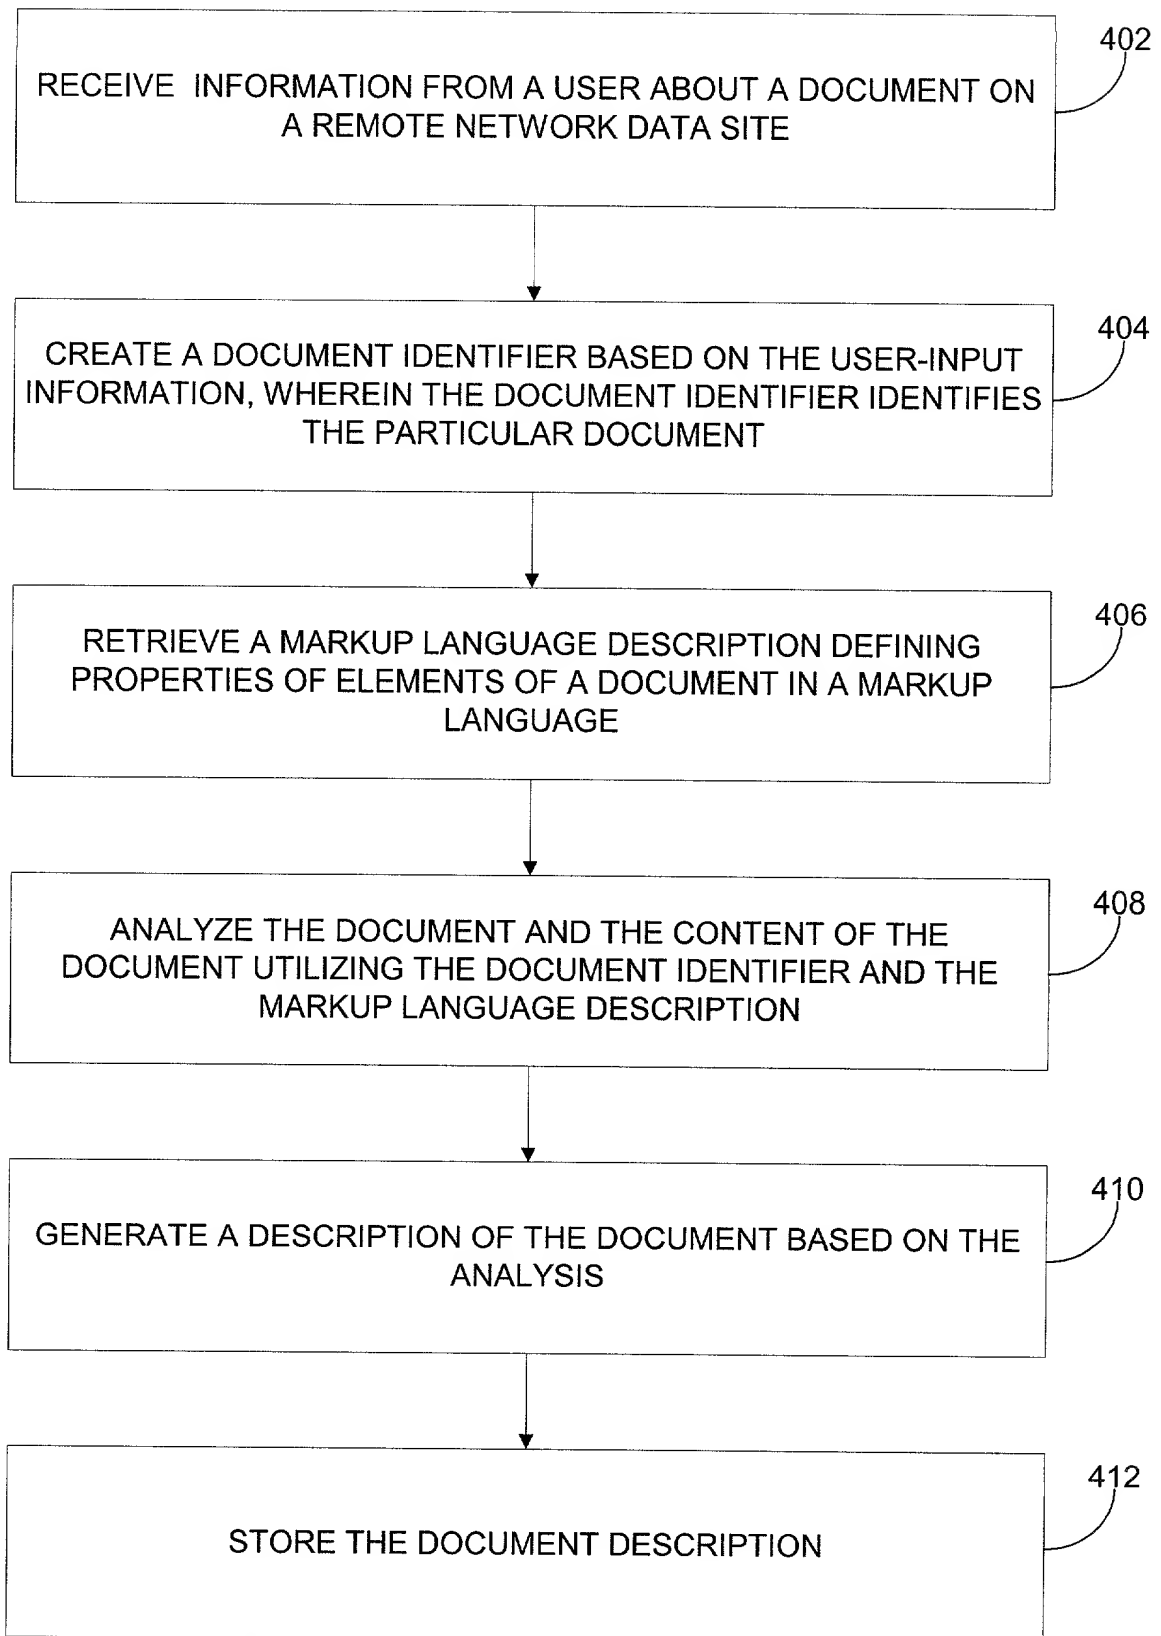 402
RECEIVE INFORMATION FROM A USER ABOUT A DOCUMENT ON
A REMOTE NETWORK DATA SITE
404
CREATE A DOCUMENT IDENTIFIER BASED ON THE USER-INPUT
INFORMATION, WHEREIN THE DOCUMENT IDENTIFIER IDENTIFIES
THE PARTICULAR DOCUMENT
406
RETRIEVE A MARKUP LANGUAGE DESCRIPTION DEFINING
PROPERTIES OF ELEMENTS OF A DOCUMENT IN A MARKUP
LANGUAGE
408
ANALYZE THE DOCUMENT AND THE CONTENT OF THE
DOCUMENT UTILIZING THE DOCUMENT IDENTIFIER AND THE
MARKUP LANGUAGE DESCRIPTION
410
GENERATE A DESCRIPTION OF THE DOCUMENT BASED ON THE
ANALYSIS
412
STORE THE DOCUMENT DESCRIPTION